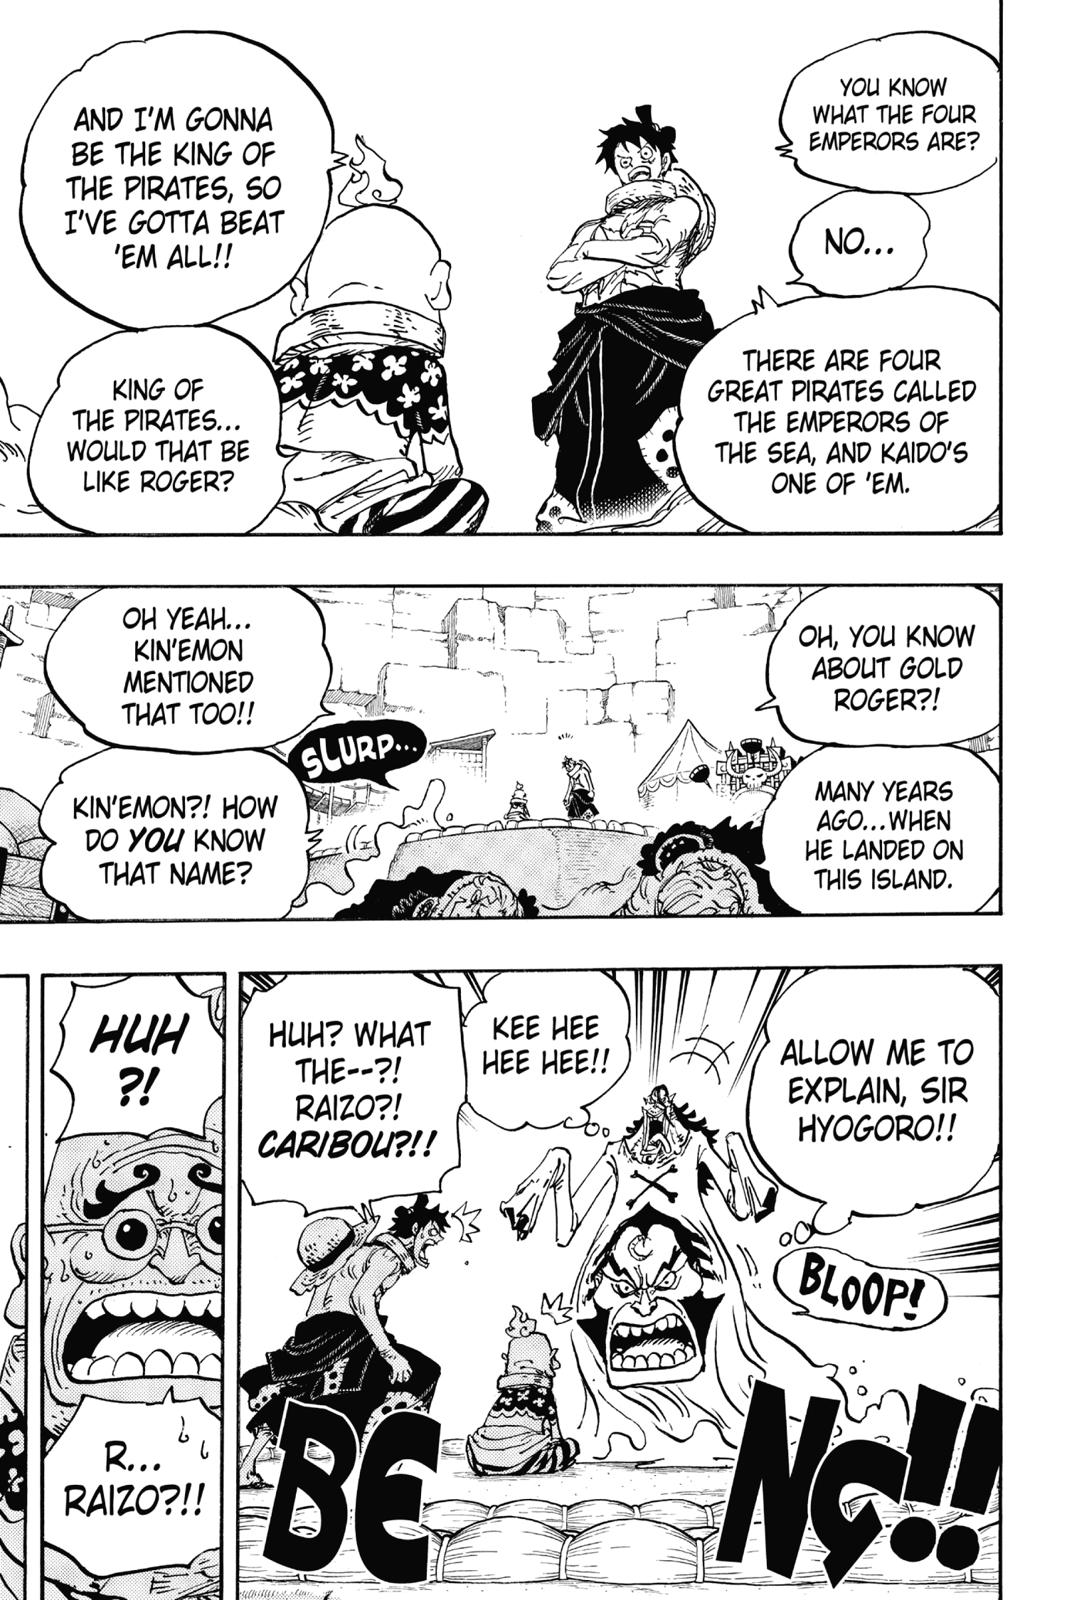 YOU KNOW
WHAT THE FOUR
EMPERORS ARE?
NO...
THERE ARE FOUR
GREAT PIRATES CALLED
THE EMPERORS OF
THE SEA, AND KAIDO'S
ONE OF 'EM.
AND I'M GONNA
BE THE KING OF
THE PIRATES, SO
I'VE GOTTA BEAT
'EM ALL!!
KING OF
THE PIRATES...
WOULD THAT BE
LIKE ROGER?
OH, YOU KNOW
ABOUT GOLD
ROGER?!
MANY YEARS
AGO...WHEN
HE LANDED ON
THIS ISLAND.
OH YEAH...
KIN'EMON
MENTIONED
THAT TOO!!
SLURP...
KIN'EMON?! HOW
DO YOU KNOW
THAT NAME?
ALLOW ME TO
EXPLAIN, SIR
HYOGORO!!
BLOOP!
KEE HEE
HEE HEE!!
HUH? WHAT
THE--?!
RAIZO?!
CARIBOU?!!
BENG!!
HUH
?!
R...
RAIZO?!!